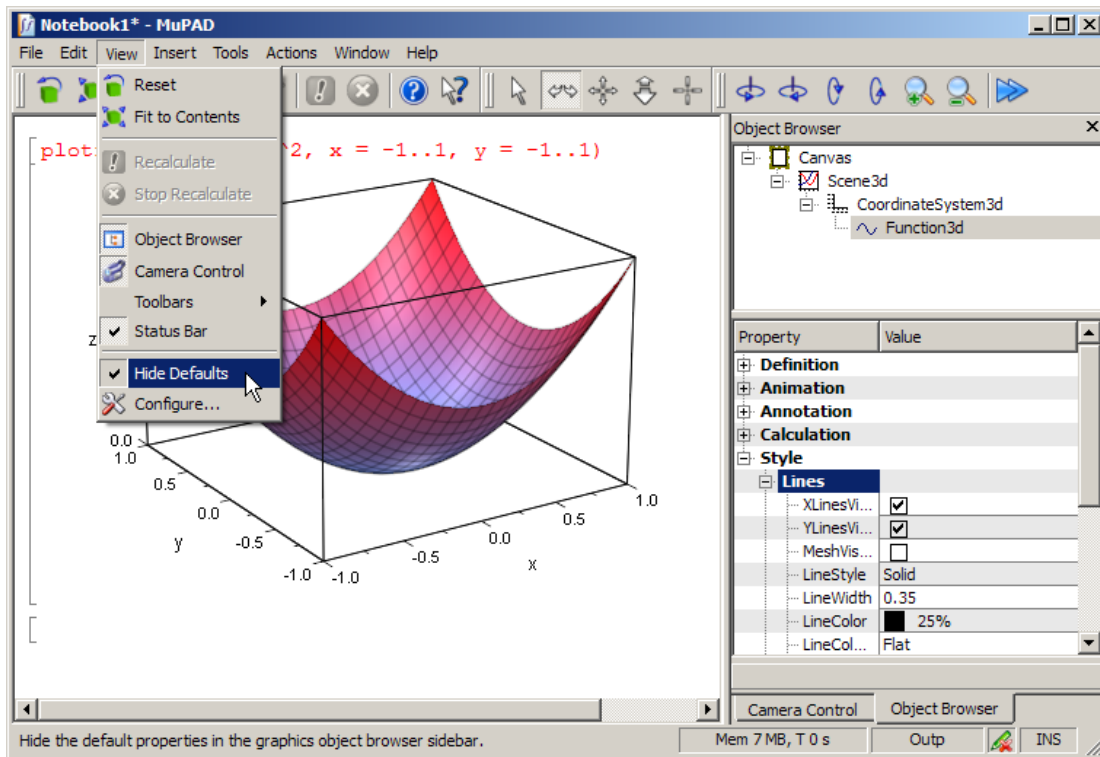 Notebook1* - MuPAD
File Edit View Insert Tools Actions Window Help
Reset
Fit to Contents
Recalculate
Stop Recalculate
Object Browser
Camera Control
Toolbars
Status Bar
Hide Defaults
Configure...
plot ^2, x = -1..1, y = -1..1)
z
0.0
1.0
0.5
0.0
-0.5
-1.0
y
-1.0
-0.5
0.0
0.5
1.0
x
Object Browser
Canvas
Scene3d
CoordinateSystem3d
Function3d
Property Value
Definition
Animation
Annotation
Calculation
Style
Lines
XLinesVi...
YLinesVi...
MeshVis...
LineStyle Solid
LineWidth 0.35
LineColor 25%
LineCol... Flat
Camera Control Object Browser
Hide the default properties in the graphics object browser sidebar. Mem 7 MB, T 0 s Outp INS